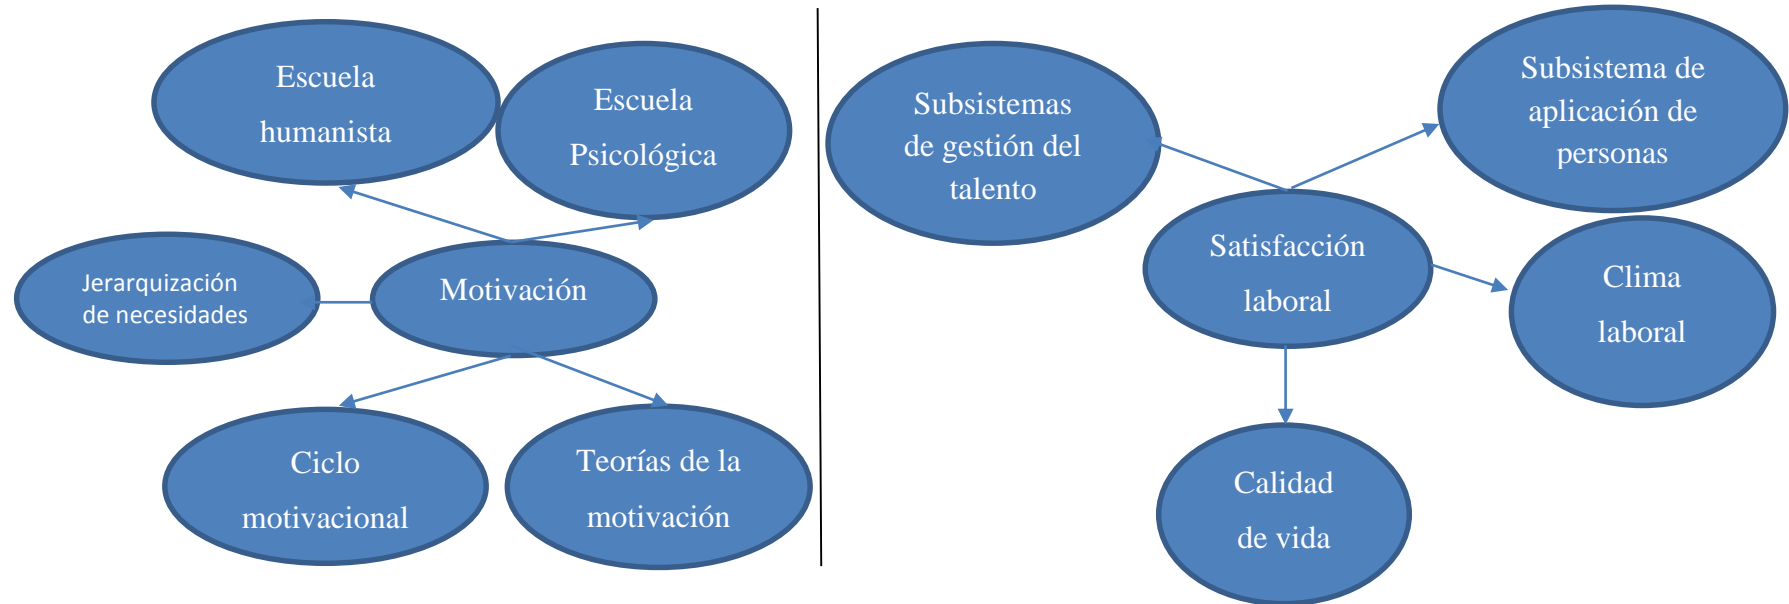 Escuela
humanista
Escuela
Psicológica
Jerarquización
de necesidades
Motivación
Ciclo
motivacional
Teorías de la
motivación
Subsistemas
de gestión del
talento
Subsistema de
aplicación de
personas
Satisfacción
laboral
Clima
laboral
Calidad
de vida